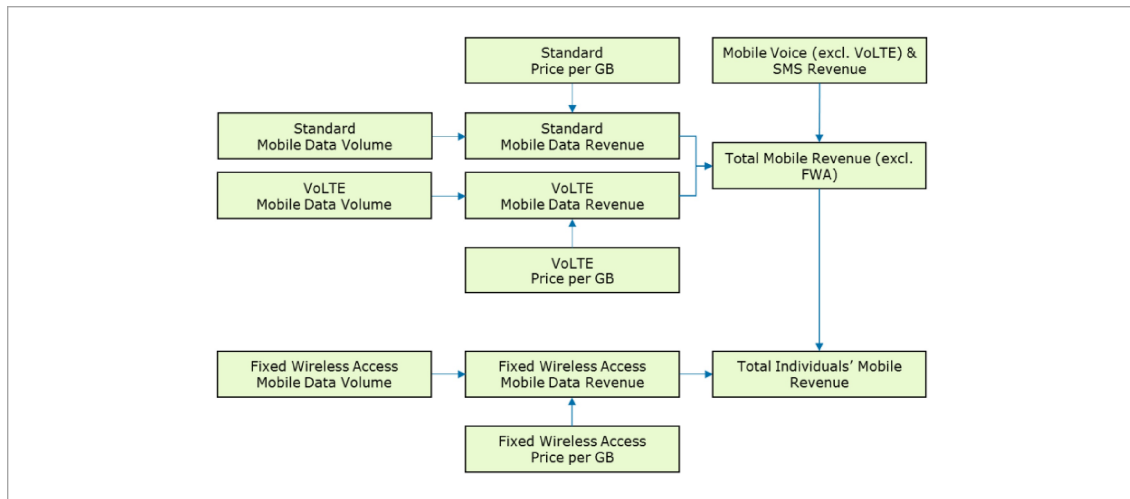 Standard
Price per GB
Mobile Voice (excl. VoLTE) &
SMS Revenue
Standard
Mobile Data Volume
Standard
Mobile Data Revenue
Total Mobile Revenue (excl.
FWA)
VoLTE
Mobile Data Volume
VoLTE
Mobile Data Revenue
VoLTE
Price per GB
Fixed Wireless Access
Mobile Data Volume
Fixed Wireless Access
Mobile Data Revenue
Total Individuals’ Mobile
Revenue
Fixed Wireless Access
Price per GB